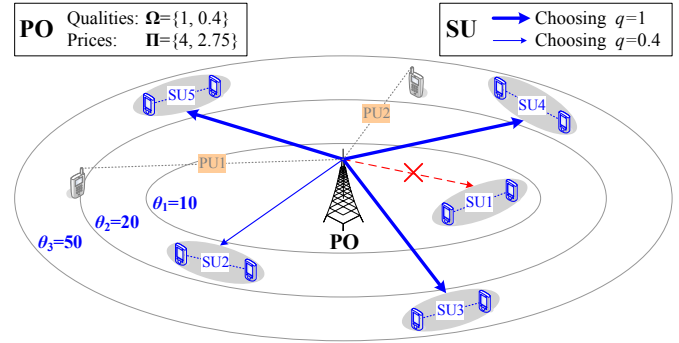 PO Qualities: Ω={1, 0.4}
Prices: Π={4, 2.75}
SU Choosing q=1
Choosing q=0.4
SU5
PU2
SU4
PU1
θ1=10
SU1
θ2=20
PO
θ3=50
SU2
SU3